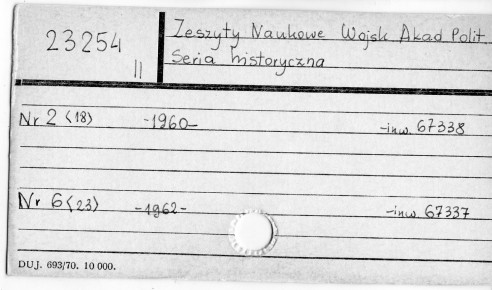 23254 II
Zeszyty Naukowe Wojsk Akad Polit.
Seria historyczna
Nr 2 <18> -1960- -inw. 67338
Nr 6 <23> -1962- -inw. 67337
DUJ. 693/70. 10 000.